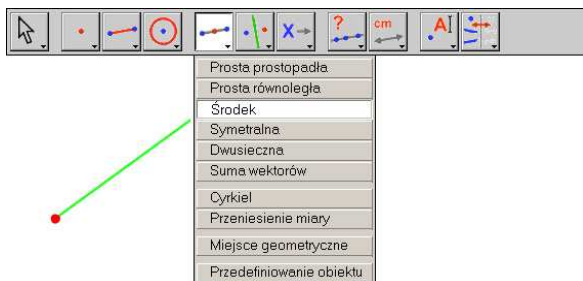 X
?
cm
A
Prosta prostopadła
Prosta równoległa
Środek
Symetralna
Dwusieczna
Suma wektorów
Cyrkiel
Przeniesienie miary
Miejsce geometryczne
Przedefiniowanie obiektu